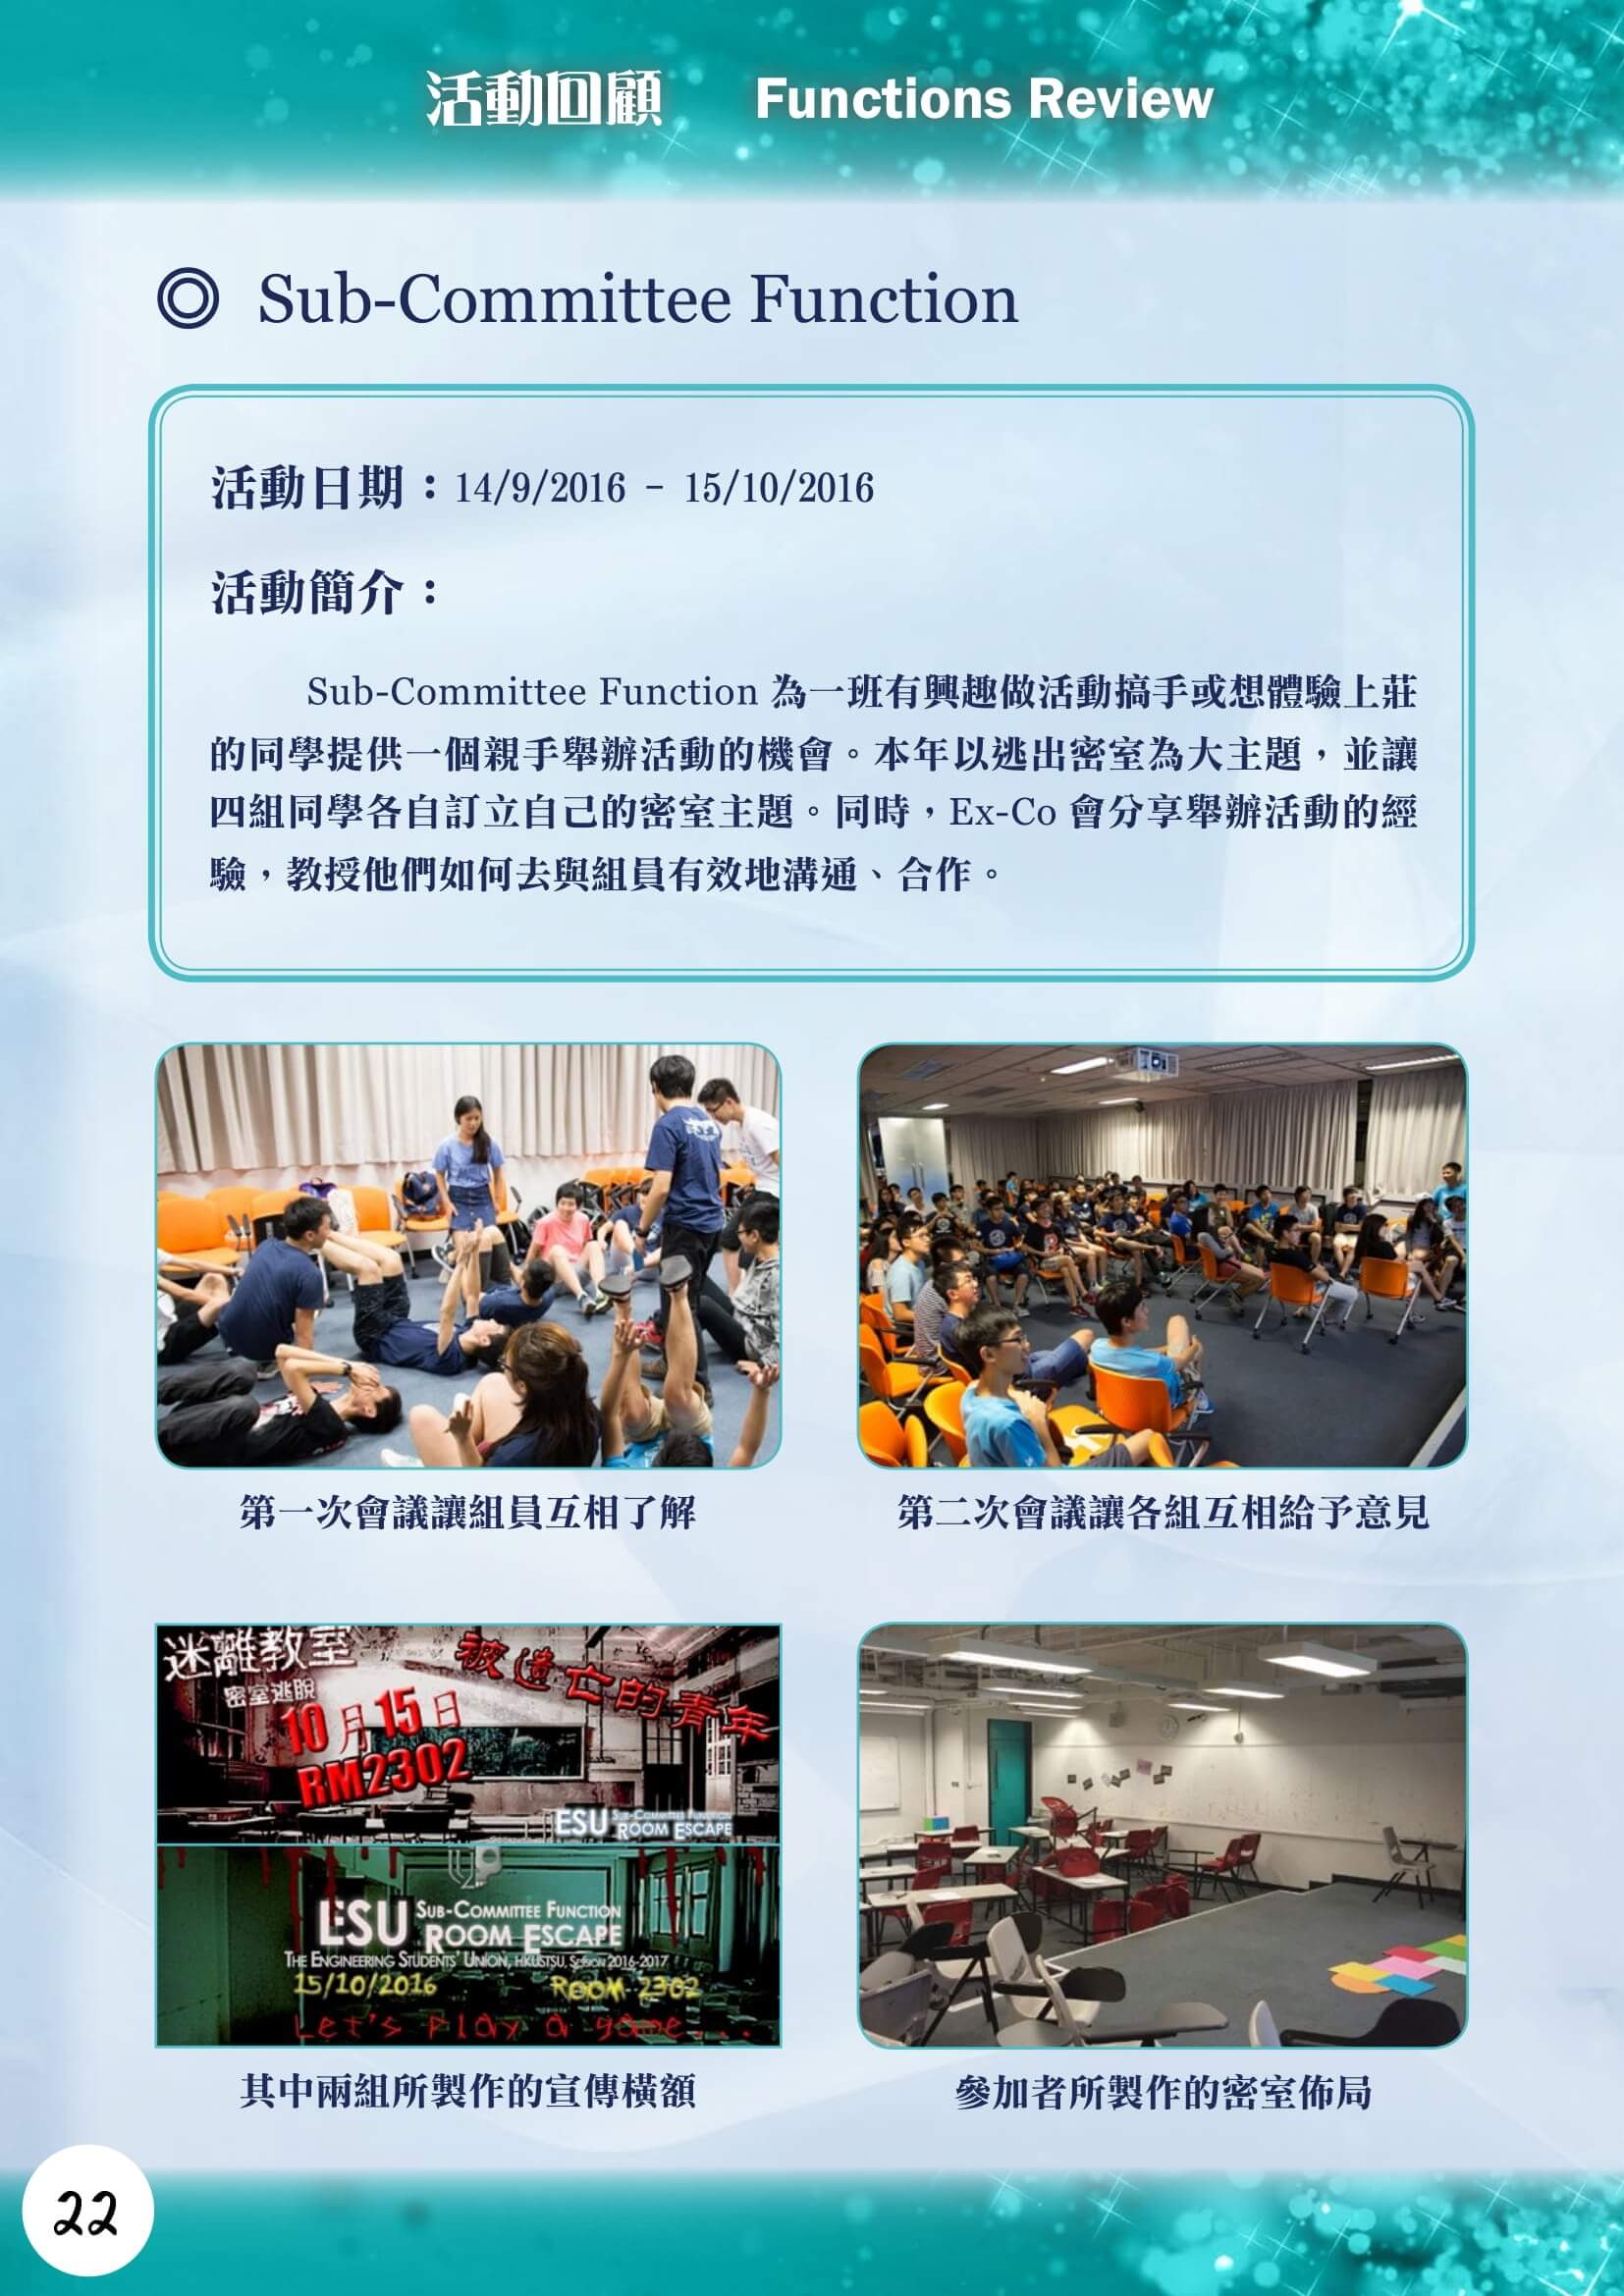 活動回顧 Functions Review
Sub-Committee Function
活動日期：14/9/2016 - 15/10/2016
活動簡介：
Sub-Committee Function 為一班有興趣做活動搞手或想體驗上莊
的同學提供一個親手舉辦活動的機會。本年以逃出密室為大主題，並讓
四組同學各自訂立自己的密室主題。同時，Ex-Co 會分享舉辦活動的經
驗，教授他們如何去與組員有效地溝通、合作。
第一次會議讓組員互相了解
第二次會議讓各組互相給予意見
迷離教室
密室逃脫
被遺亡的青年
10月15日
RM2302
ESU SUB-COMMITTEE FUNCTION
ROOM ESCAPE
ESU SUB-COMMITTEE FUNCTION
ROOM ESCAPE
THE ENGINEERING STUDENTS' UNION, HKUSTSU, SESSION 2016-2017
15/10/2016 ROOM 2302
Let's play a game...
其中兩組所製作的宣傳橫額
參加者所製作的密室佈局
22